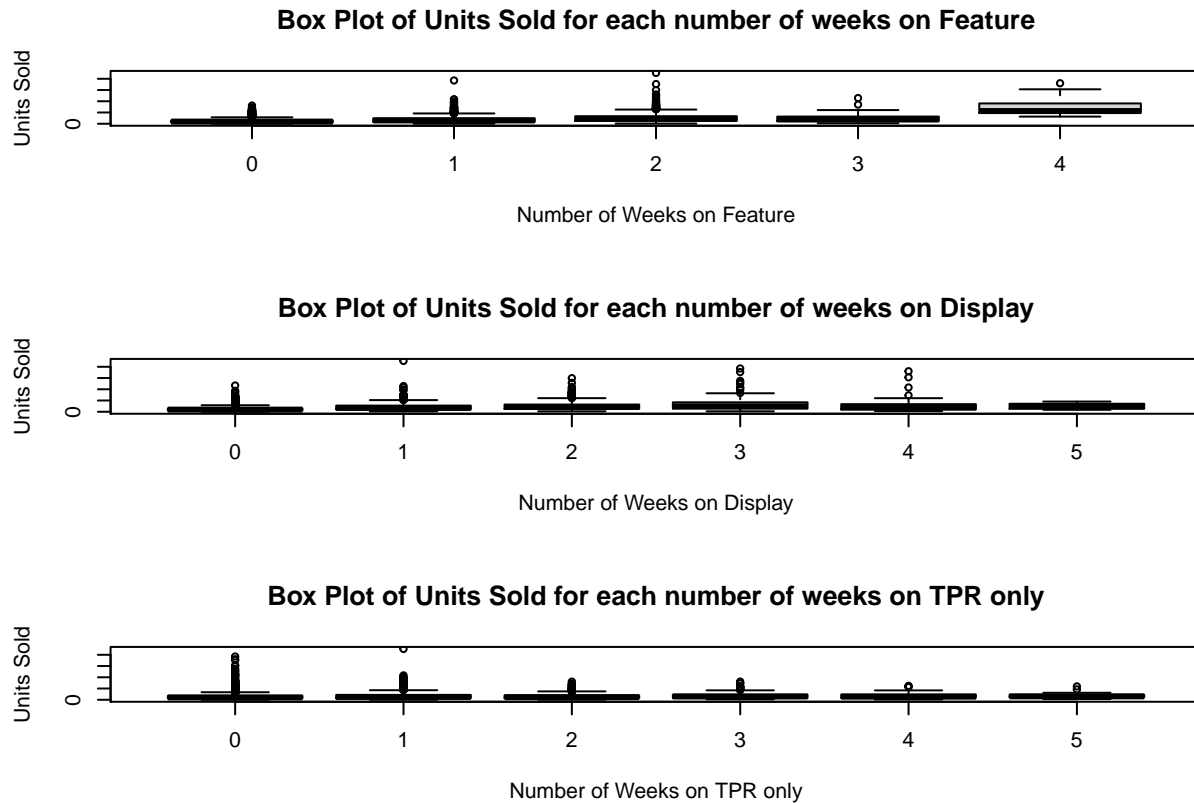 Box Plot of Units Sold for each number of weeks on Feature
Units Sold
0
0 1 2 3 4
Number of Weeks on Feature
Box Plot of Units Sold for each number of weeks on Display
Units Sold
0
0 1 2 3 4 5
Number of Weeks on Display
Box Plot of Units Sold for each number of weeks on TPR only
Units Sold
0
0 1 2 3 4 5
Number of Weeks on TPR only